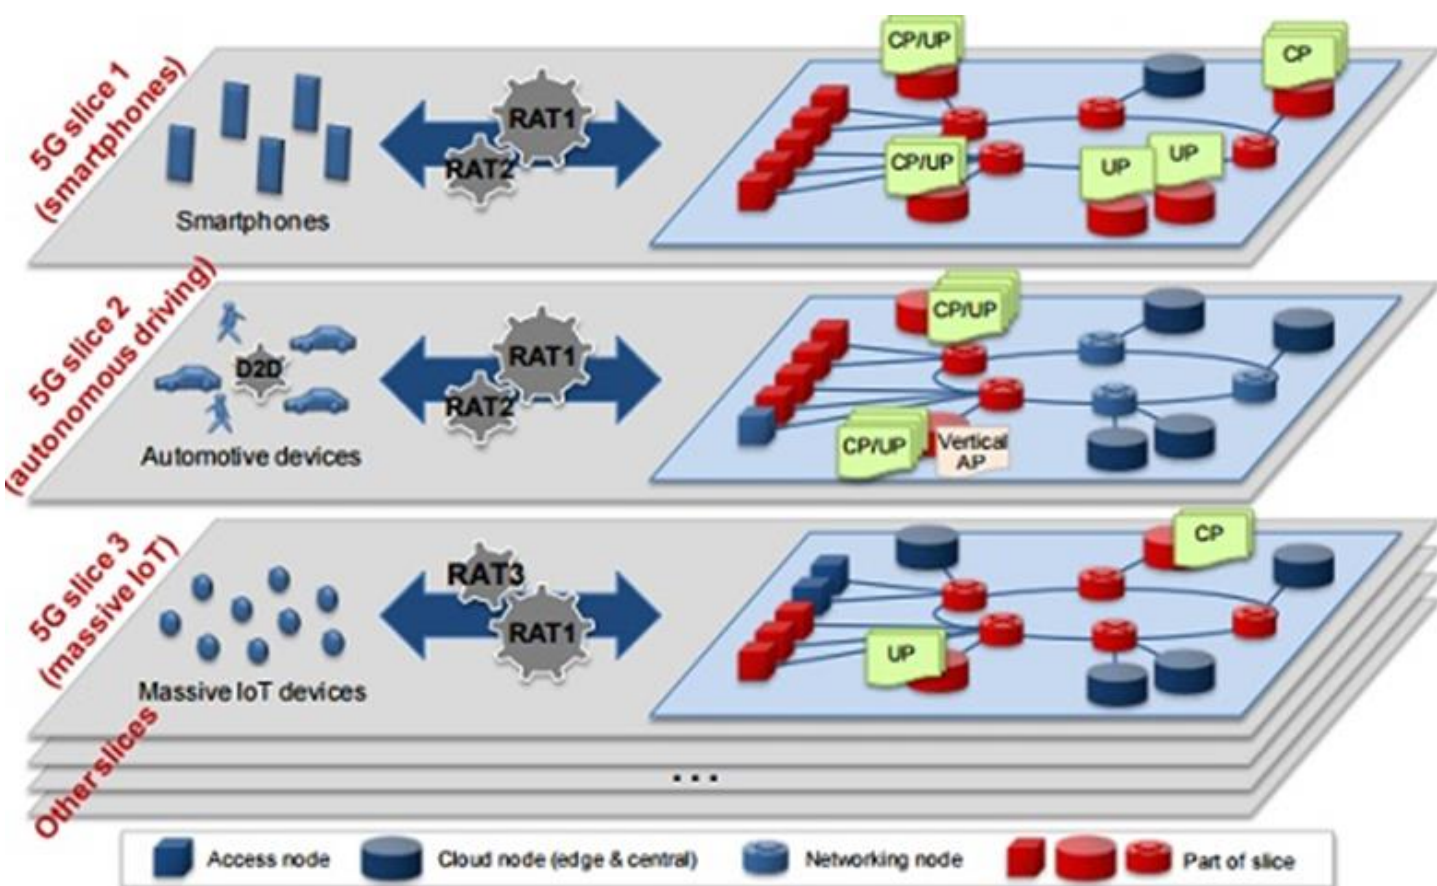 5G slice 1
(smartphones)
Smartphones
RAT1
RAT2
CP/UP
CP/UP
UP
UP
CP
5G slice 2
(autonomous driving)
D2D
Automotive devices
RAT1
RAT2
CP/UP
CP/UP
Vertical
AP
5G slice 3
(massive IoT)
Massive IoT devices
RAT3
RAT1
UP
CP
Other slices
...
Access node
Cloud node (edge & central)
Networking node
Part of slice